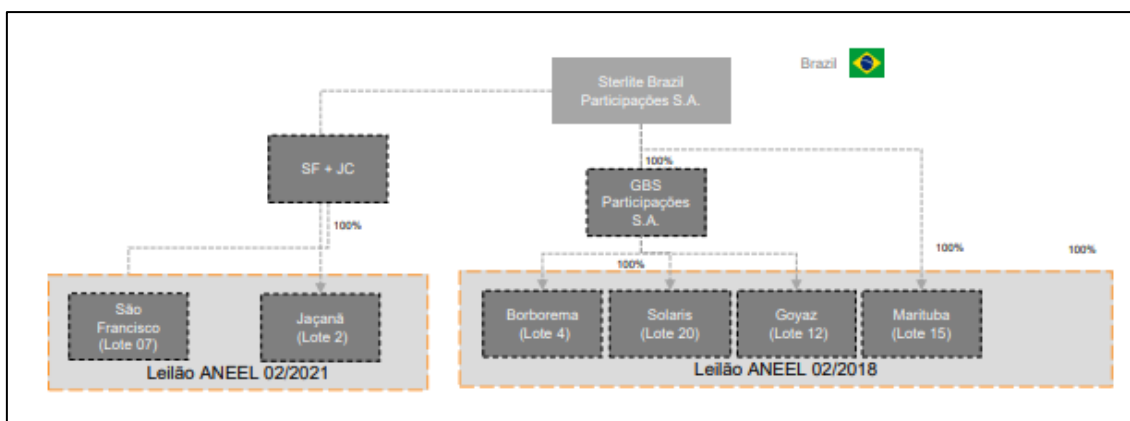 Brazil
Sterlite Brazil
Participações S.A.
SF + JC
100%
GBS
Participações
S.A.
100%
100%
100%
100%
São
Francisco
(Lote 07)
Jaçanã
(Lote 2)
Leilão ANEEL 02/2021
100%
Borborema
(Lote 4)
Solaris
(Lote 20)
Goyaz
(Lote 12)
Marituba
(Lote 15)
Leilão ANEEL 02/2018